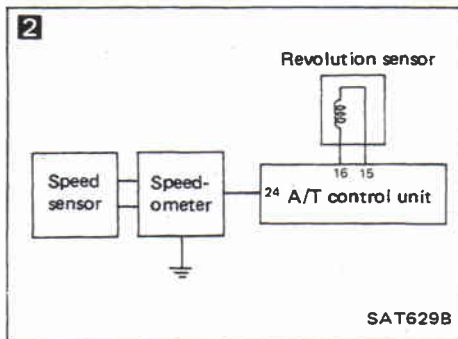 2
Revolution sensor
16 15
Speed
sensor
Speed-
ometer
24 A/T control unit
SAT629B